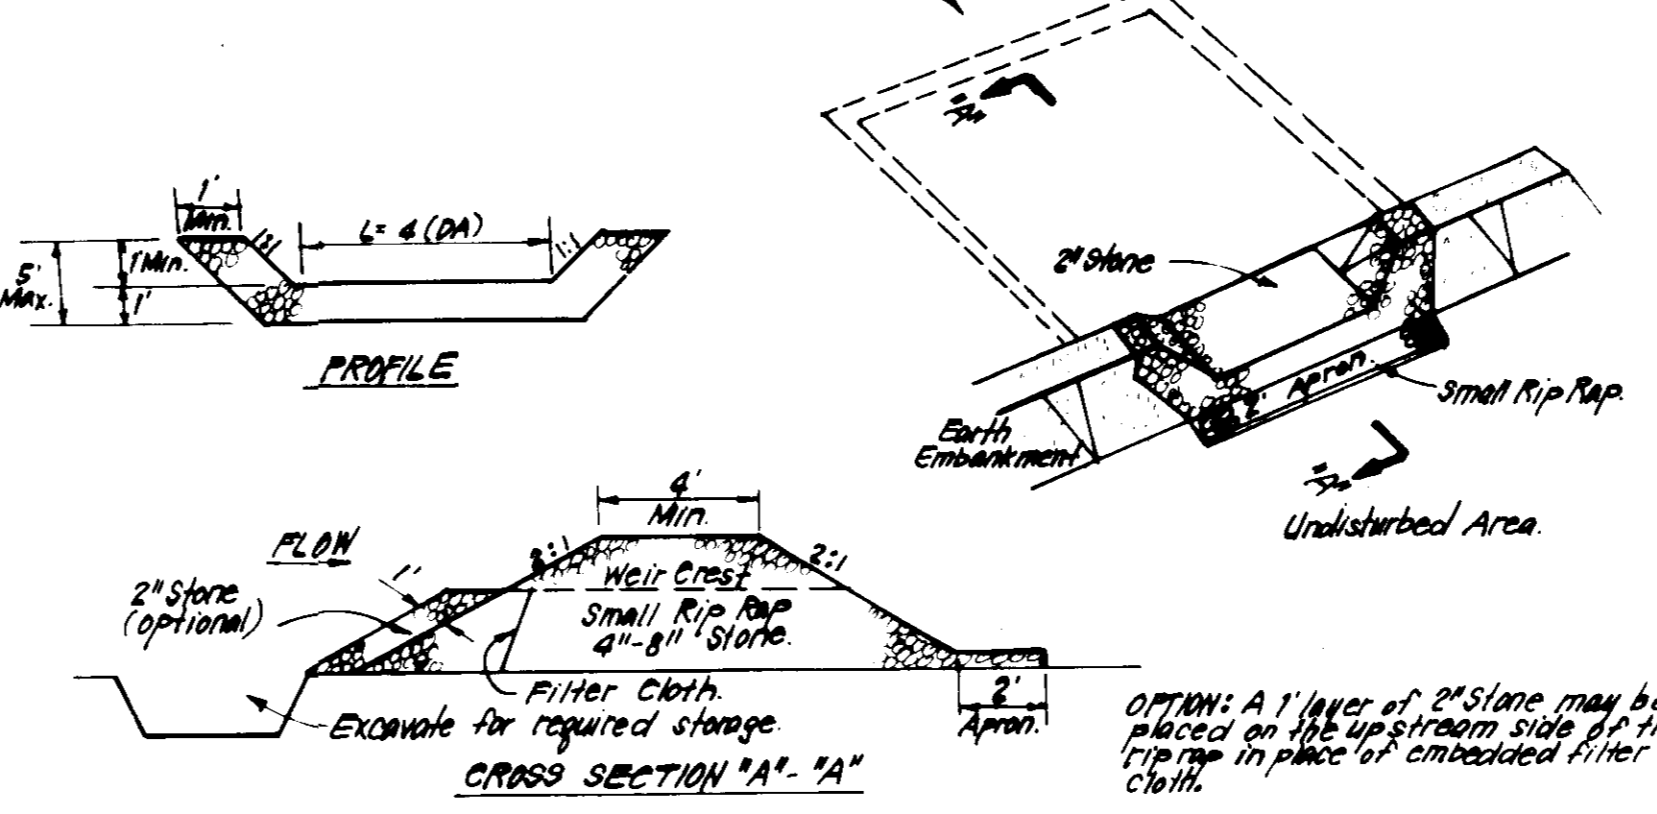 1'
Min.
1:1
L= 4 (DA)
1:1
5'
Max.
1' Min.
1'
PROFILE
"A"
2" Stone
Apron.
2'
Small Rip Rap.
Earth
Embankment
"A"
Undisturbed Area.
4'
Min.
FLOW
1'
2:1
2:1
2" Stone
(optional)
Weir Crest
Small Rip Rap
4"-8" Stone.
Filter Cloth.
Excavate for required storage.
2'
Apron.
CROSS SECTION "A"- "A"
OPTION: A 1' layer of 2" Stone may b
placed on the upstream side of t
rip rap in place of embedded filter
cloth.